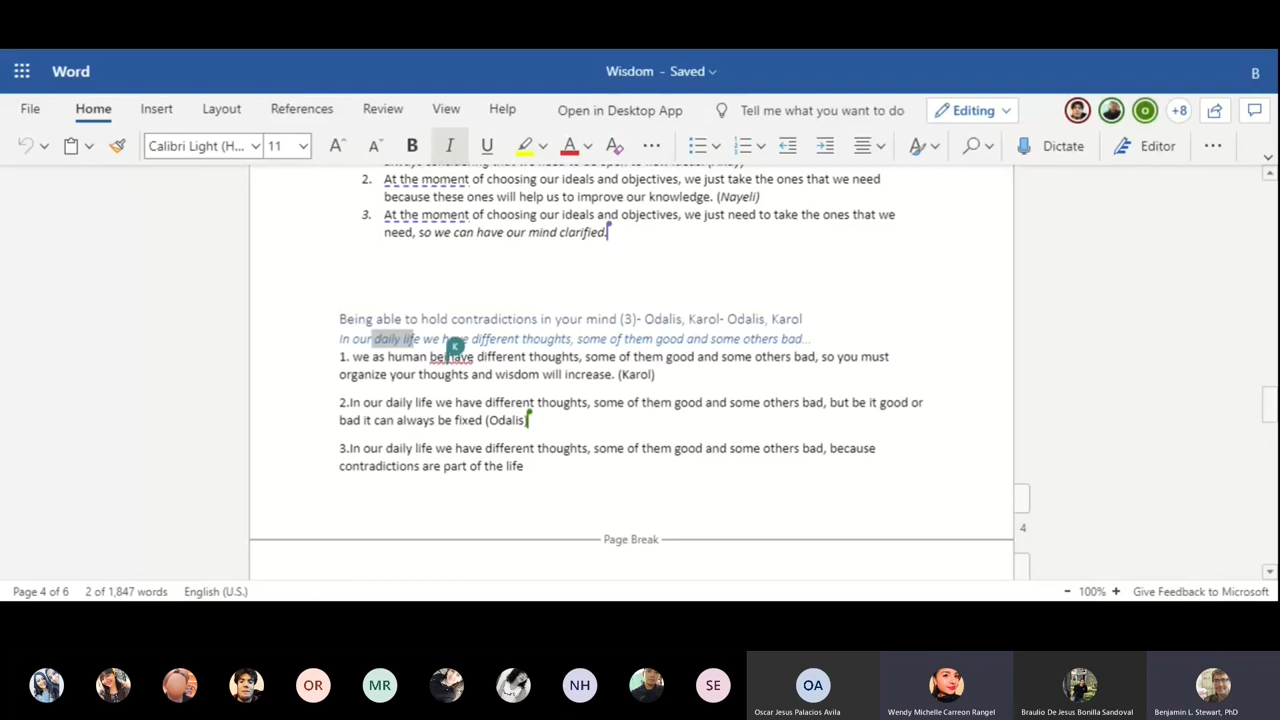 Word
Wisdom - Saved
B
File Home Insert Layout References Review View Help Open in Desktop App Tell me what you want to do Editing +8
Calibri Light (H... 11 A A B I U A A Dictate Editor
2. At the moment of choosing our ideals and objectives, we just take the ones that we need
because these ones will help us to improve our knowledge. (Nayeli)
3. At the moment of choosing our ideals and objectives, we just need to take the ones that we
need, so we can have our mind clarified.
Being able to hold contradictions in your mind (3)- Odalis, Karol- Odalis, Karol
In our daily life we have different thoughts, some of them good and some others bad...
K
1. we as human behave different thoughts, some of them good and some others bad, so you must
organize your thoughts and wisdom will increase. (Karol)
2.In our daily life we have different thoughts, some of them good and some others bad, but be it good or
bad it can always be fixed (Odalis)
3.In our daily life we have different thoughts, some of them good and some others bad, because
contradictions are part of the life
4
Page Break
Page 4 of 6 2 of 1,847 words English (U.S.) - 100% + Give Feedback to Microsoft
OR MR NH SE OA
Oscar Jesus Palacios Avila Wendy Michelle Carreon Rangel Braulio De Jesus Bonilla Sandoval Benjamin L. Stewart, PhD